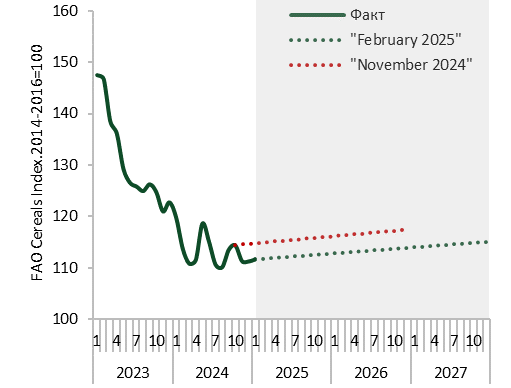 FAO Cereals Index.2014-2016=100
160
150
140
130
120
110
100
Факт
"February 2025"
"November 2024"
1 4 7 10 1 4 7 10 1 4 7 10 1 4 7 10 1 4 7 10
2023 2024 2025 2026 2027